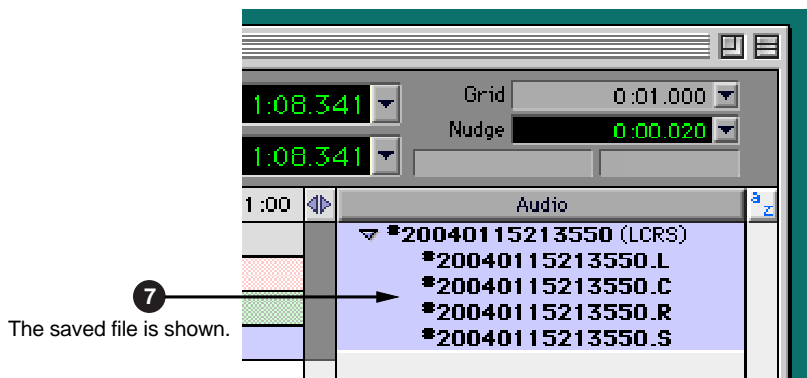 1:08.341
Grid 0:01.000
Nudge 0:00.020
1:08.341
1:00
Audio
a z
*20040115213550 (LCRS)
*20040115213550.L
*20040115213550.C
*20040115213550.R
*20040115213550.S
7
The saved file is shown.